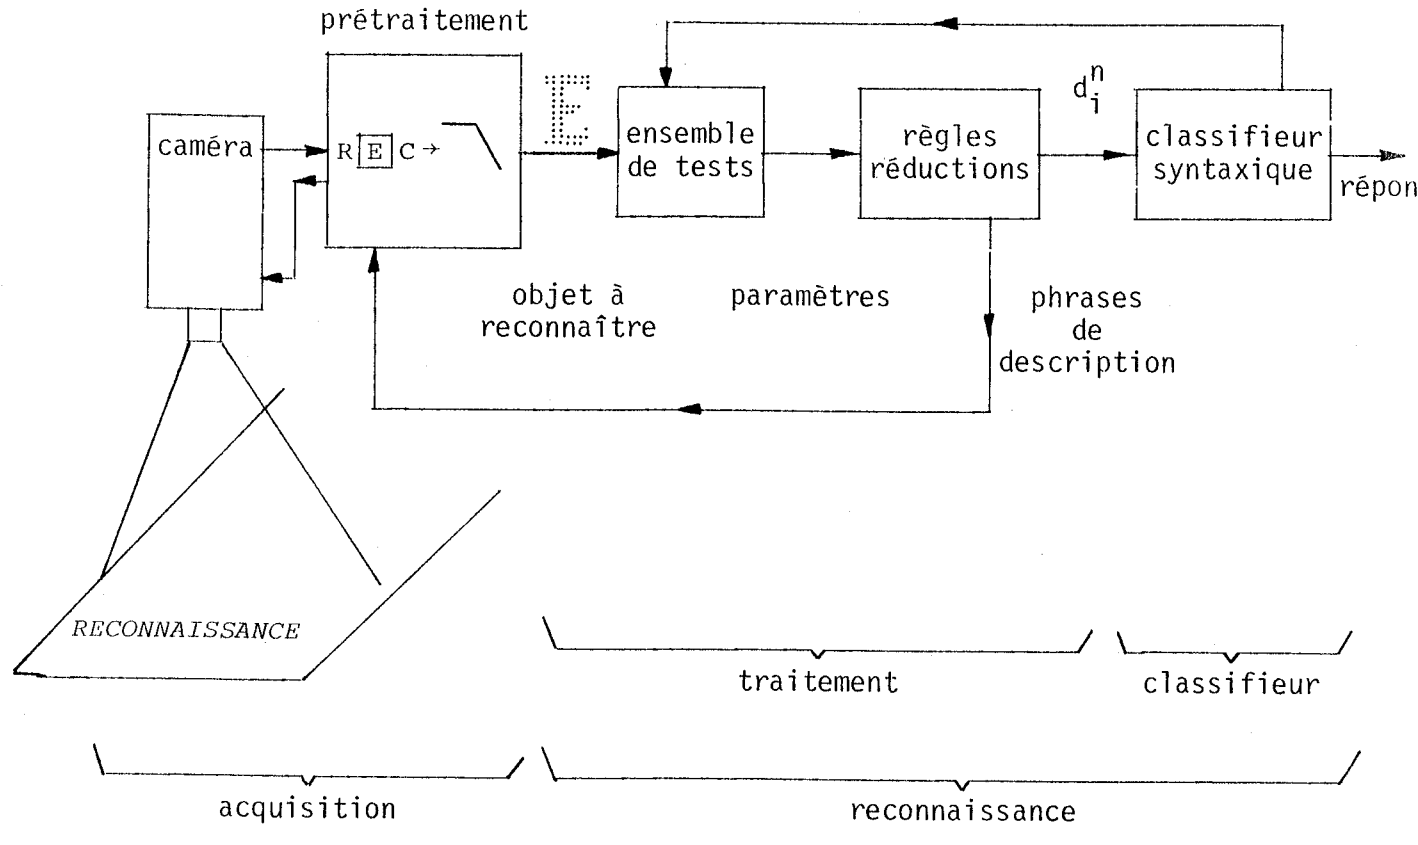 prétraitement
caméra
R E C →
E
ensemble
de tests
règles
réductions
d_i^n
classifieur
syntaxique
répon
objet à
reconnaître
paramètres
phrases
de
description
RECONNAISSANCE
traitement
classifieur
acquisition
reconnaissance